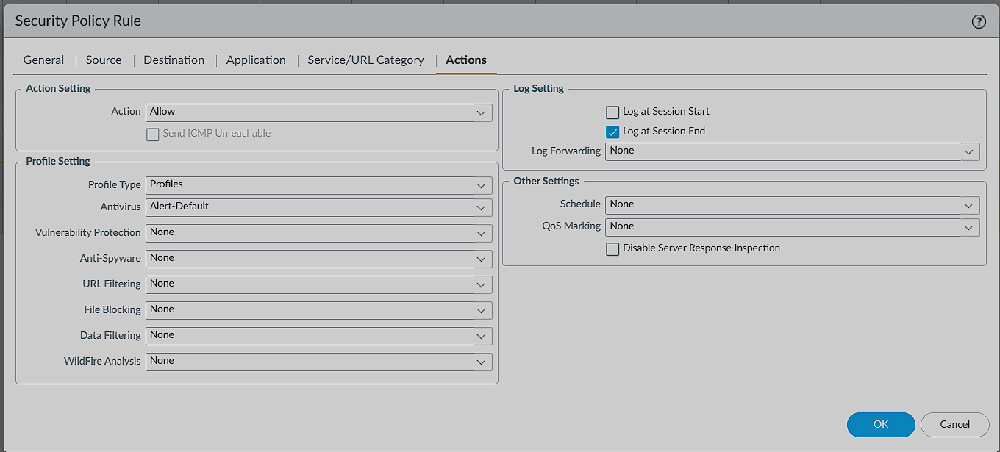 Security Policy Rule
?
General
Source
Destination
Application
Service/URL Category
Actions
Action Setting
Action
Allow
Send ICMP Unreachable
Profile Setting
Profile Type
Profiles
Antivirus
Alert-Default
Vulnerability Protection
None
Anti-Spyware
None
URL Filtering
None
File Blocking
None
Data Filtering
None
WildFire Analysis
None
Log Setting
Log at Session Start
Log at Session End
Log Forwarding
None
Other Settings
Schedule
None
QoS Marking
None
Disable Server Response Inspection
OK
Cancel